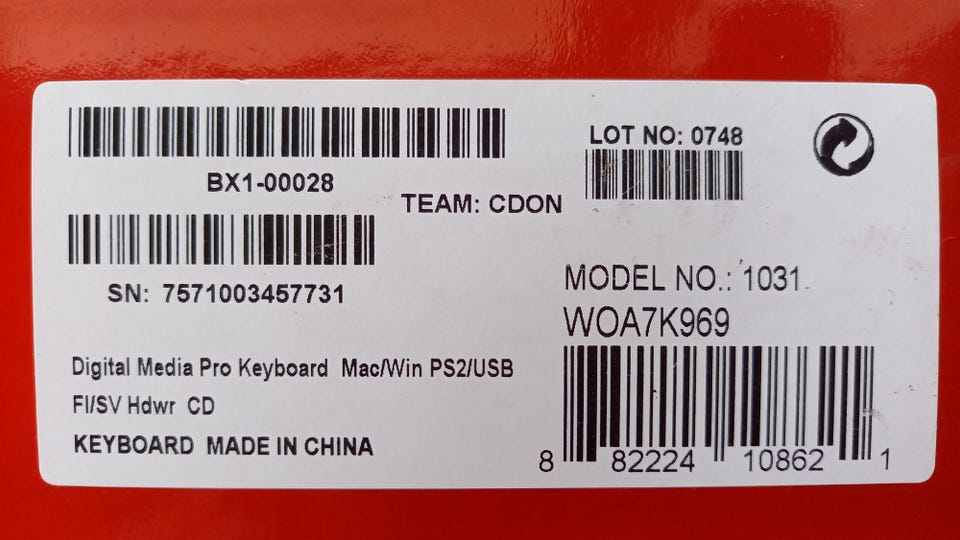 BX1-00028
LOT NO: 0748
TEAM: CDON
SN: 7571003457731
MODEL NO.: 1031
WOA7K969
Digital Media Pro Keyboard Mac/Win PS2/USB
FI/SV Hdwr CD
KEYBOARD MADE IN CHINA
8 82224 10862 1